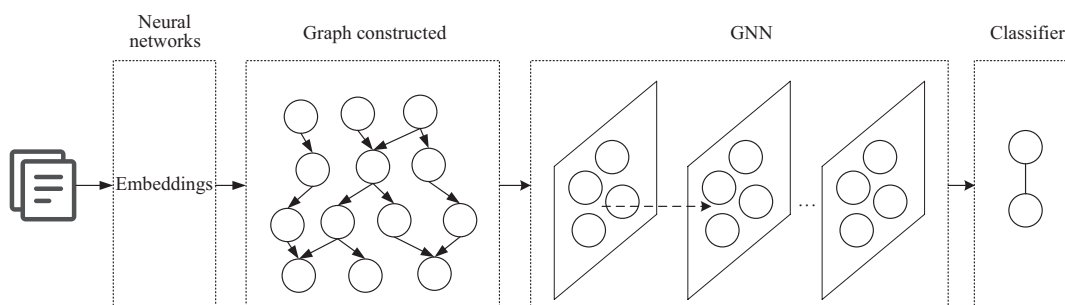 Neural
networks
Graph constructed
GNN
Classifier
Embeddings
...